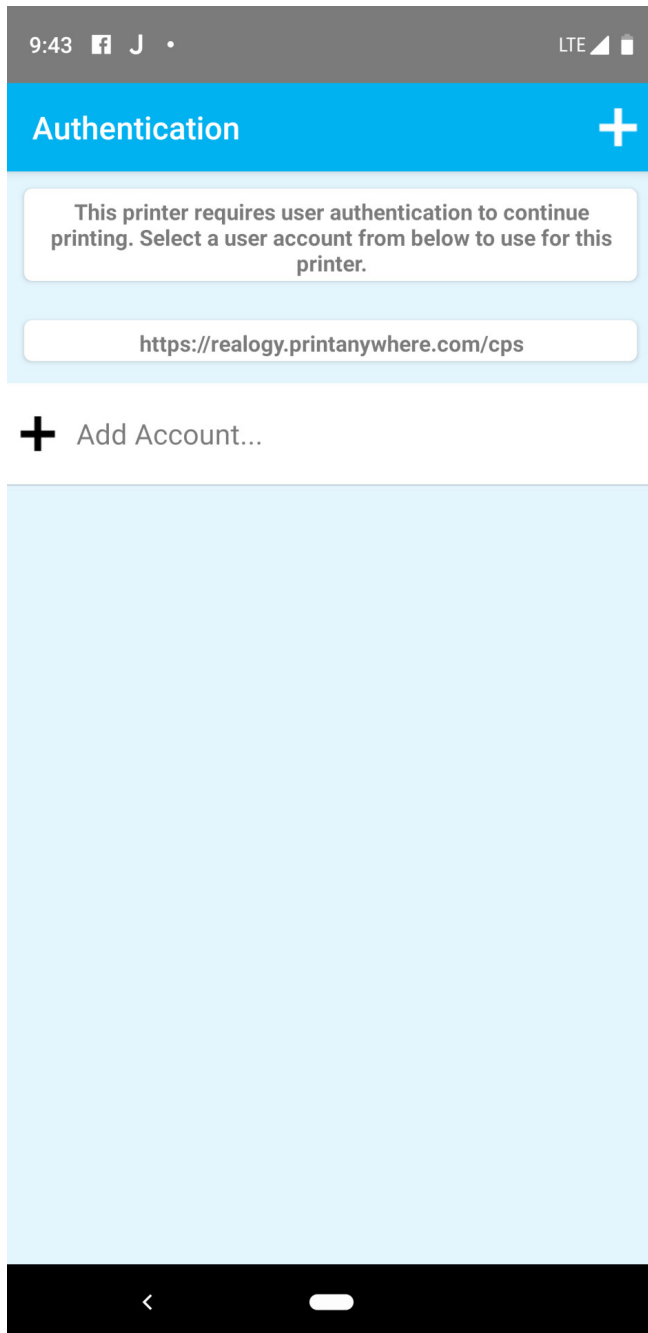 9:43 J LTE
Authentication
This printer requires user authentication to continue
printing. Select a user account from below to use for this
printer.
https://realogy.printanywhere.com/cps
Add Account...